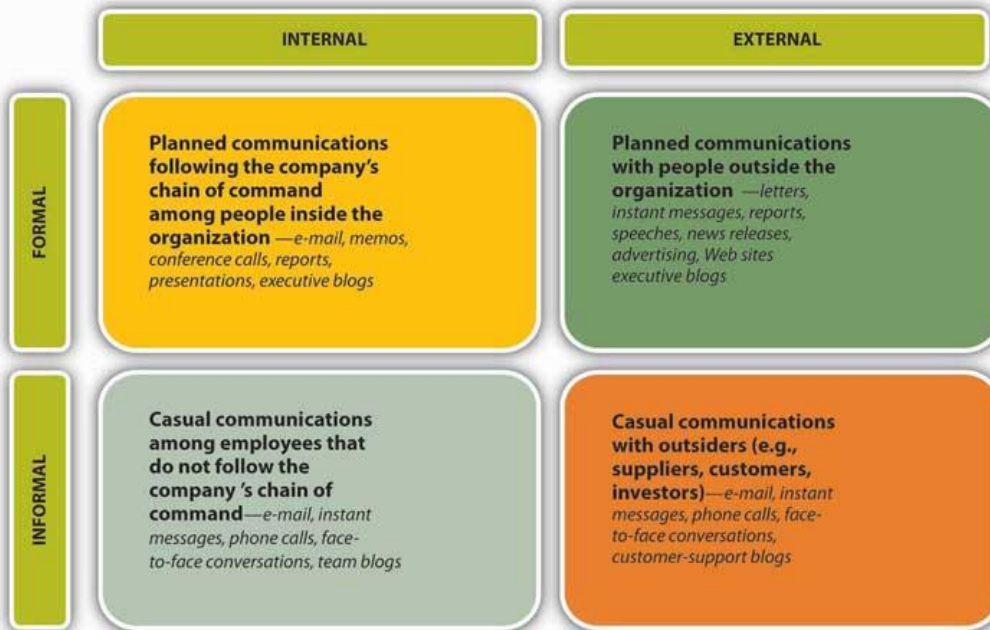 INTERNAL
EXTERNAL
FORMAL
Planned communications
following the company's
chain of command
among people inside the
organization —e-mail, memos,
conference calls, reports,
presentations, executive blogs
Planned communications
with people outside the
organization —letters,
instant messages, reports,
speeches, news releases,
advertising, Web sites
executive blogs
INFORMAL
Casual communications
among employees that
do not follow the
company 's chain of
command—e-mail, instant
messages, phone calls, face-
to-face conversations, team blogs
Casual communications
with outsiders (e.g.,
suppliers, customers,
investors)—e-mail, instant
messages, phone calls, face-
to-face conversations,
customer-support blogs